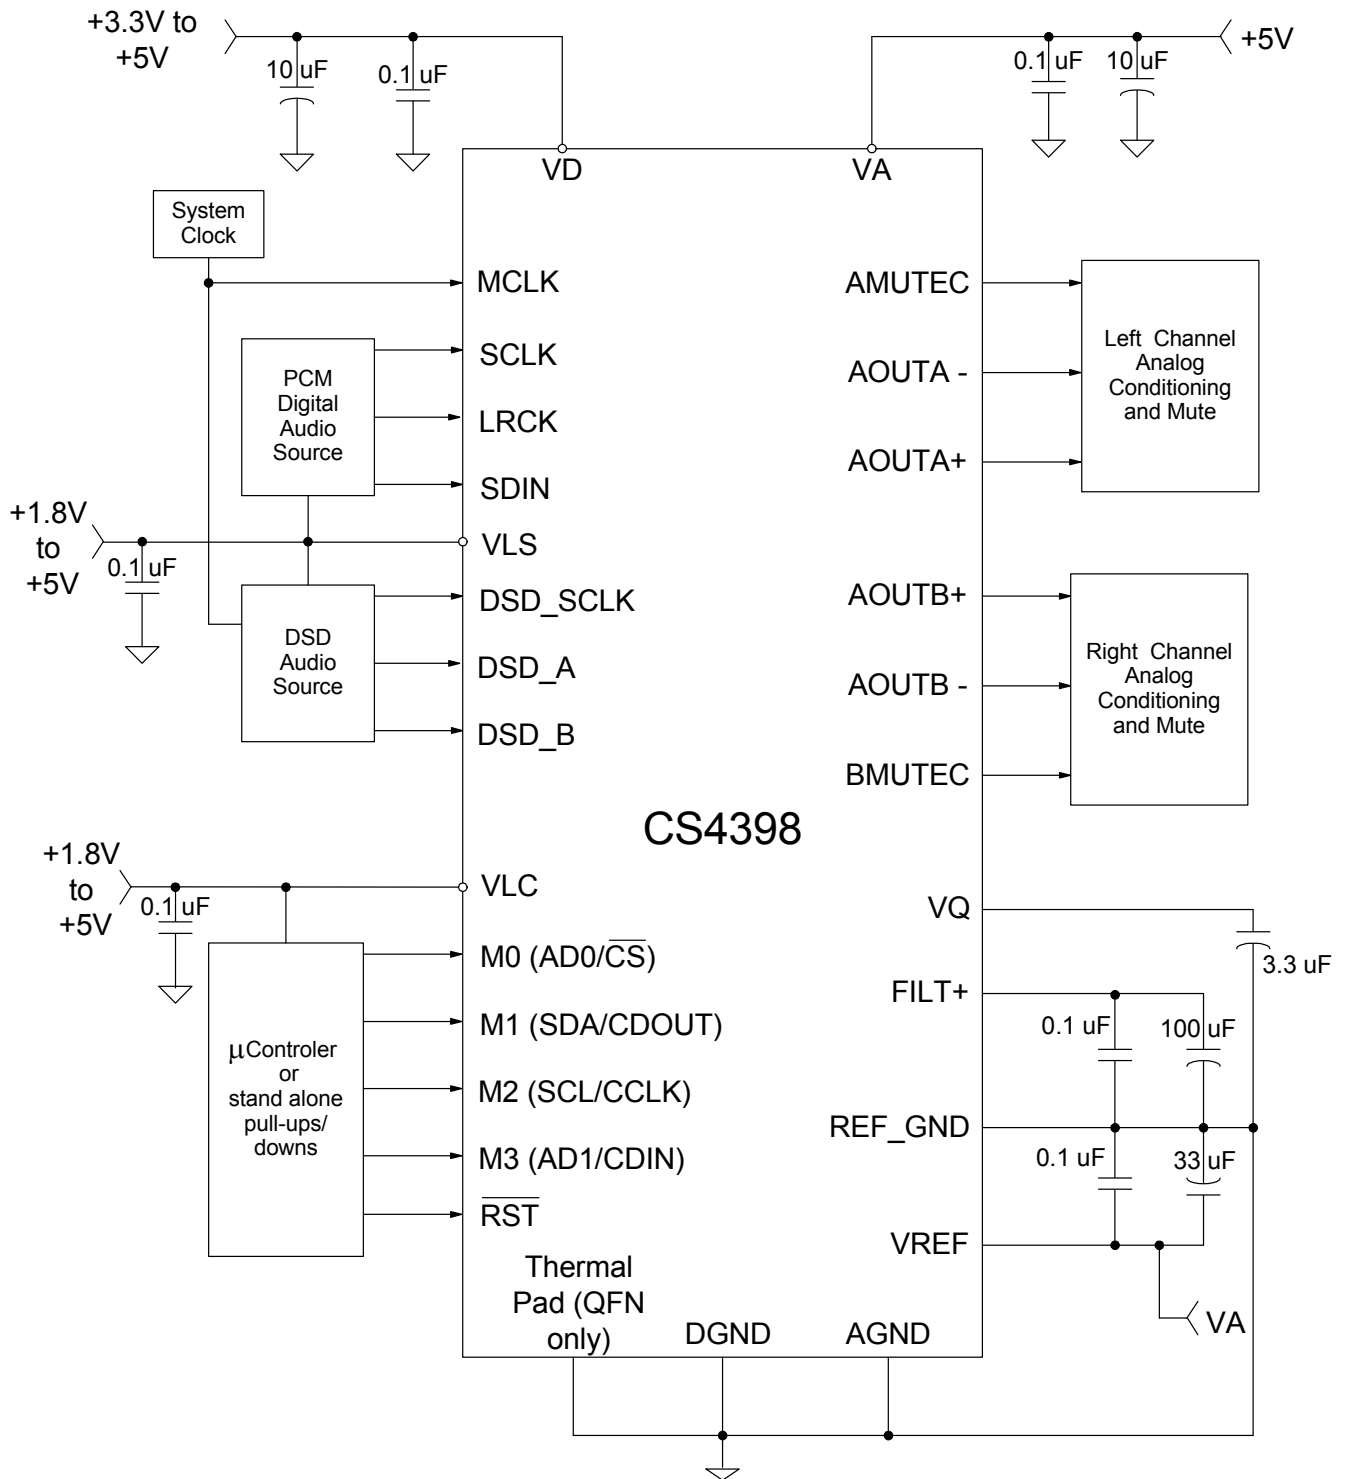 +3.3V to
+5V
10 uF
0.1 uF
0.1 uF
10 uF
+5V
VD
VA
System
Clock
MCLK
AMUTEC
SCLK
PCM
Digital
Audio
Source
LRCK
SDIN
AOUTA -
AOUTA+
Left Channel
Analog
Conditioning
and Mute
+1.8V
to
+5V
0.1 uF
VLS
DSD_SCLK
DSD
Audio
Source
DSD_A
DSD_B
AOUTB+
AOUTB -
BMUTEC
Right Channel
Analog
Conditioning
and Mute
CS4398
+1.8V
to
+5V
0.1 uF
VLC
VQ
3.3 uF
M0 (AD0/C̅S̅)
FILT+
0.1 uF
100 uF
M1 (SDA/CDOUT)
µControler
or
stand alone
pull-ups/
downs
M2 (SCL/CCLK)
REF_GND
M3 (AD1/CDIN)
0.1 uF
33 uF
R̅S̅T̅
VREF
VA
Thermal
Pad (QFN
only)
DGND
AGND